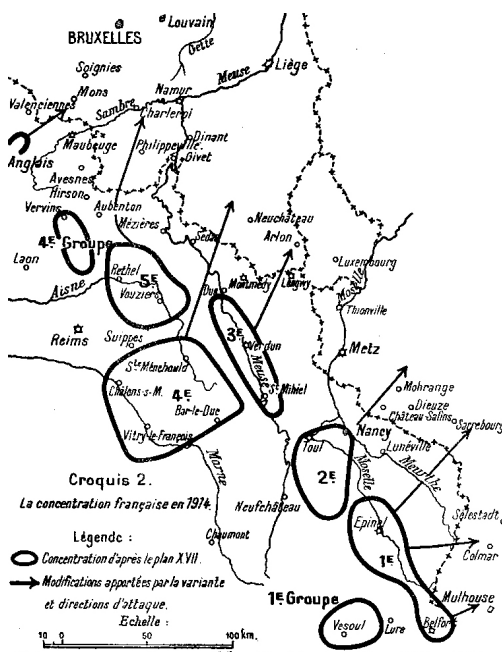 Louvain
BRUXELLES
Dette
Soignies
Liège
Meuse
Mons
Namur
Valenciennes
Sambre
Charleroi
Anglais
Maubeuge
Philippeville
Dinant
Givet
Avesnes
Hirson
Aubenton
Vervins
Mézières
Neuchâteau
Sedan
Arlon
4E Groupe
Laon
Luxembourg
Rethel
5E
Montmédy
Longwy
Moselle
Aisne
Vouziers
Dun
Thionville
Reims
Suippes
3E
Verdun
Metz
Ste Ménehould
Meuse
St Mihiel
Châlons-s-M.
4E
Mohrange
Dieuze
Château-Salins
Sarrebourg
Bar-le-Duc
Nancy
Vitry-le-François
Toul
Lunéville
Meurthe
Croquis 2.
Marne
2E
Moselle
La concentration française en 1914.
Neufchâteau
Epinal
Sélestadt
Légende:
Chaumont
1E
Colmar
Concentration d'après le plan XVII.
Modifications apportées par la variante
1E Groupe
Mulhouse
et directions d'attaque.
Echelle:
Vesoul
Lure
Belfort
10 0 50 100 km.